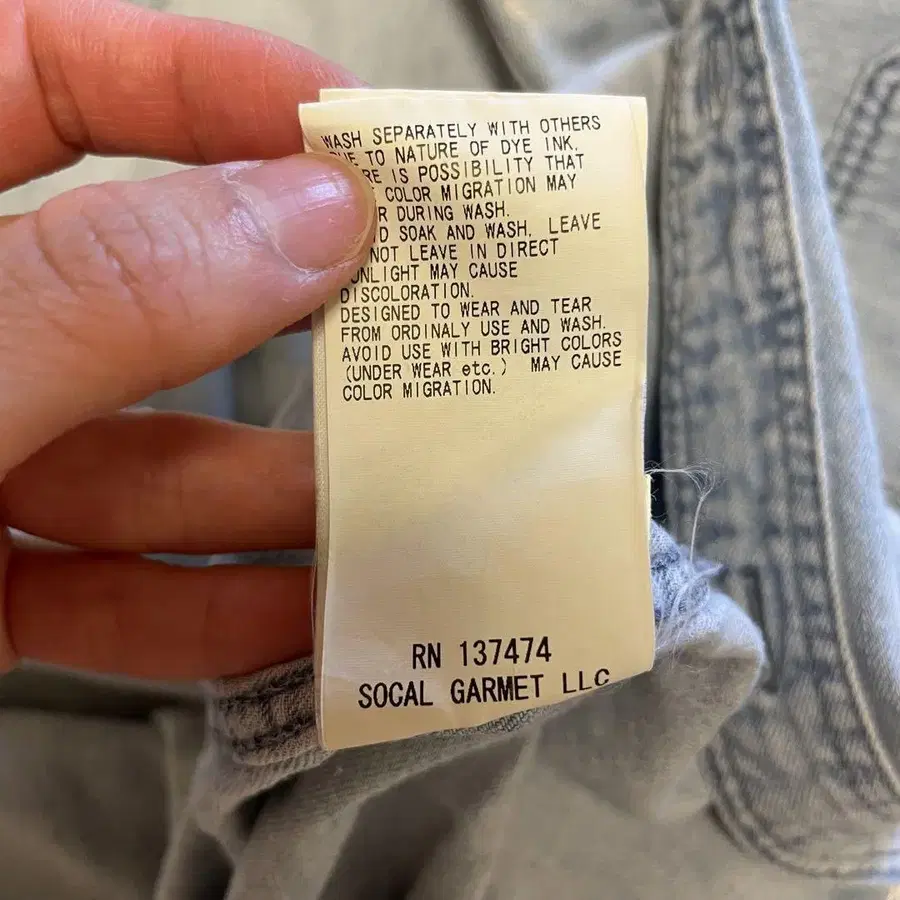 WASH SEPARATELY WITH OTHERS
TO NATURE OF DYE INK.
IS POSSIBILITY THAT
COLOR MIGRATION MAY
DURING WASH.
SOAK AND WASH. LEAVE
NOT LEAVE IN DIRECT
MAY CAUSE
DISCOLORATION.
DESIGNED TO WEAR AND TEAR
FROM ORDINALY USE AND WASH.
AVOID USE WITH BRIGHT COLORS
(UNDER WEAR etc.) MAY CAUSE
COLOR MIGRATION.
RN 137474
SOCAL GARMET LLC